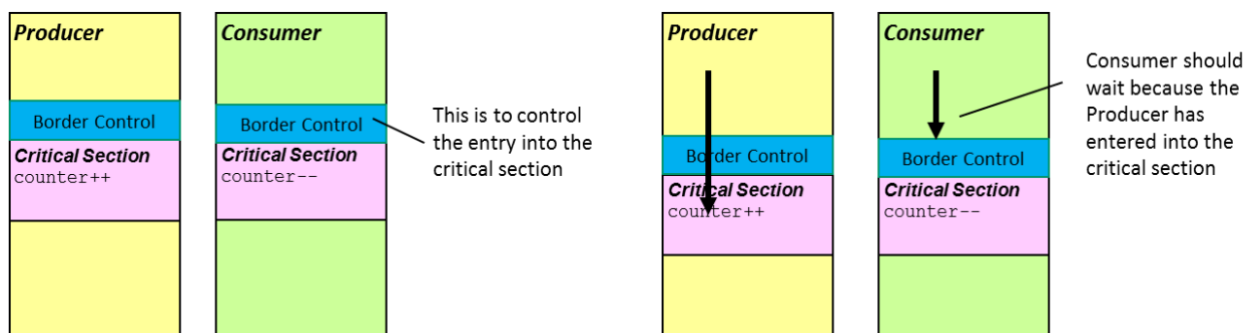 Producer
Border Control
Critical Section
counter++
Consumer
Border Control
Critical Section
counter--
This is to control
the entry into the
critical section
Producer
Border Control
Critical Section
counter++
Consumer
Border Control
Critical Section
counter--
Consumer should
wait because the
Producer has
entered into the
critical section